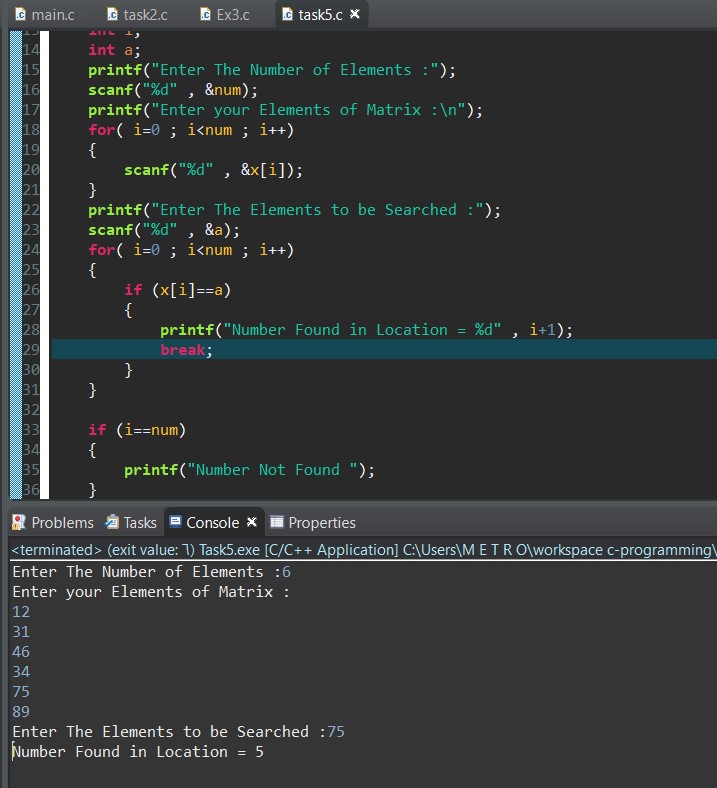 main.c task2.c Ex3.c task5.c
14 int a;
15 printf("Enter The Number of Elements :");
16 scanf("%d" , &num);
17 printf("Enter your Elements of Matrix :\n");
18 for( i=0 ; i<num ; i++)
19 {
20 scanf("%d" , &x[i]);
21 }
22 printf("Enter The Elements to be Searched :");
23 scanf("%d" , &a);
24 for( i=0 ; i<num ; i++)
25 {
26 if (x[i]==a)
27 {
28 printf("Number Found in Location = %d" , i+1);
29 break;
30 }
31 }
32
33 if (i==num)
34 {
35 printf("Number Not Found ");
36 }
Problems Tasks Console Properties
<terminated> (exit value: ) Task5.exe [C/C++ Application] C:\Users\M E T R O\workspace c-programming\
Enter The Number of Elements :6
Enter your Elements of Matrix :
12
31
46
34
75
89
Enter The Elements to be Searched :75
Number Found in Location = 5